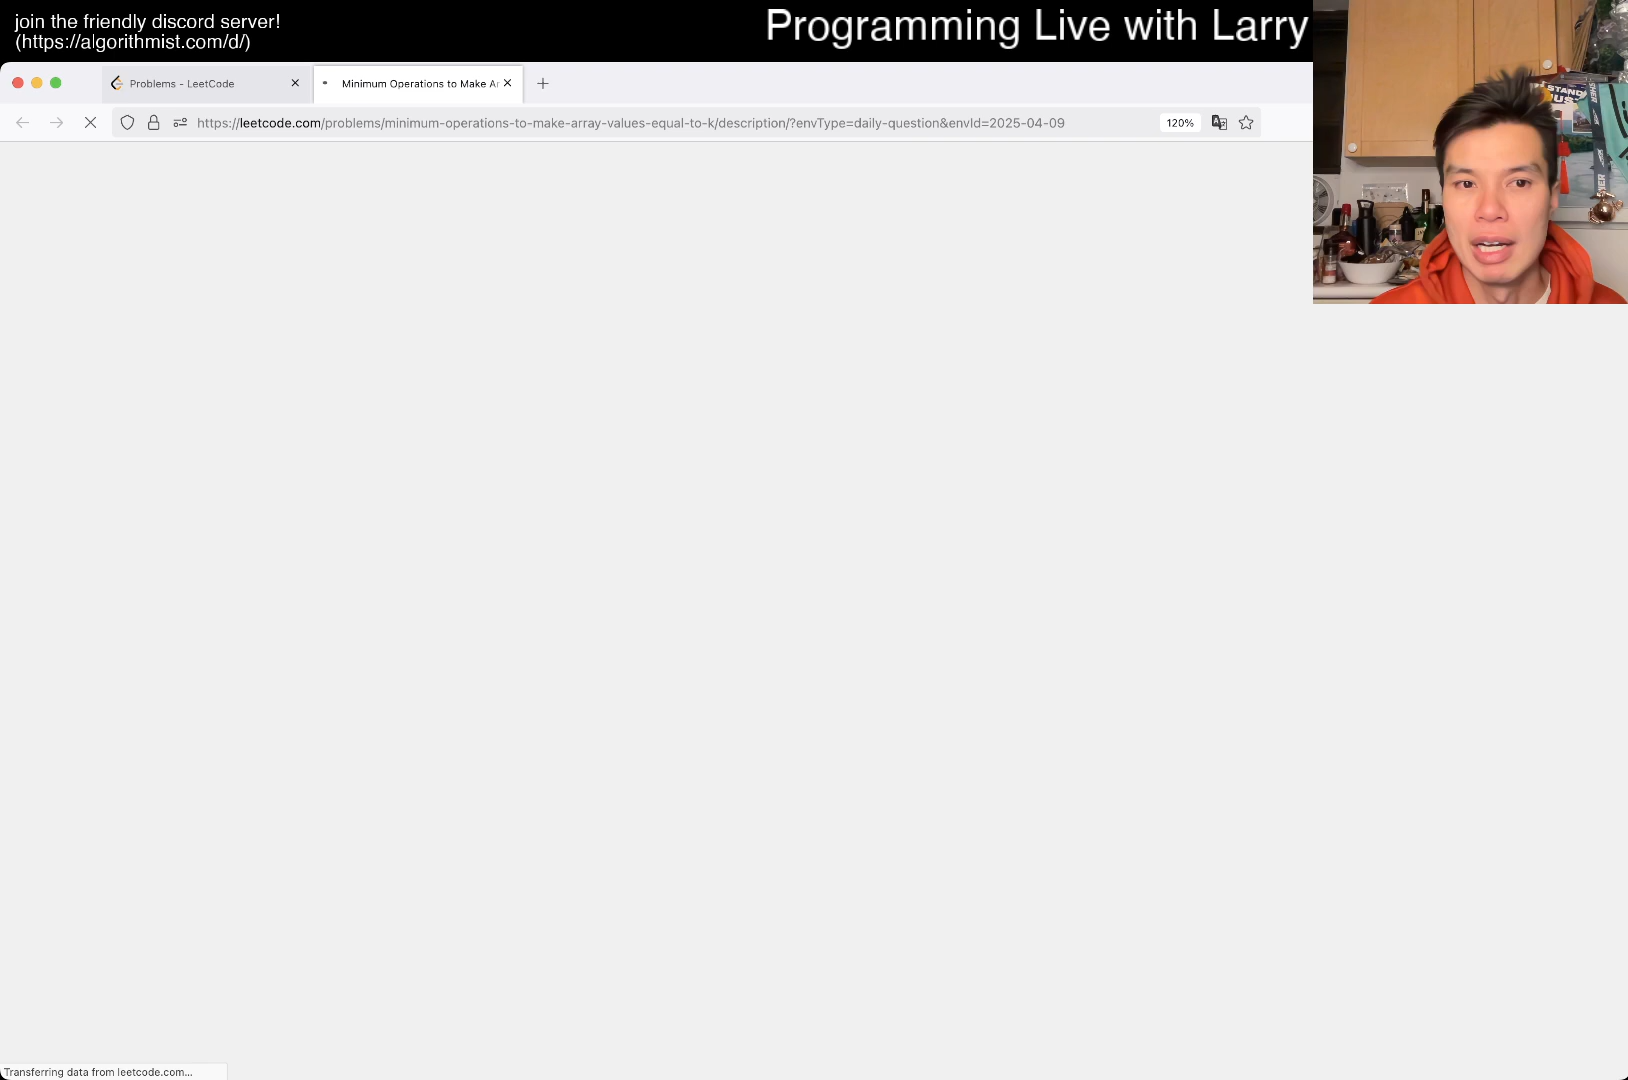 join the friendly discord server!
(https://algorithmist.com/d/)
Programming Live with Larry
Problems - LeetCode
Minimum Operations to Make Ar
https://leetcode.com/problems/minimum-operations-to-make-array-values-equal-to-k/description/?envType=daily-question&envId=2025-04-09
120%
STAND
Transferring data from leetcode.com...